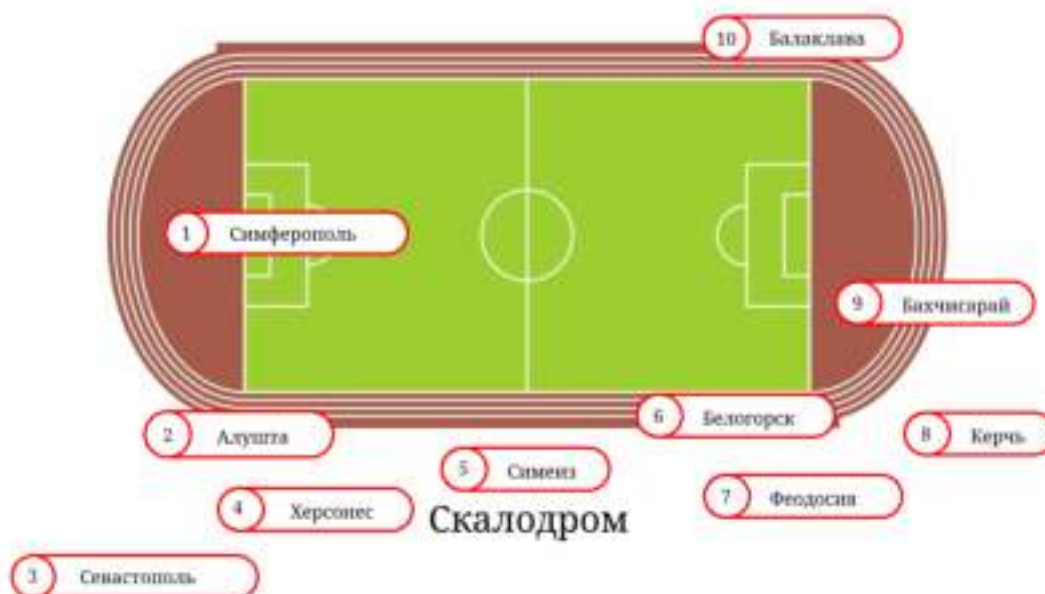 10 Балаклава
1 Симферополь
9 Бахчисарай
6 Белогорск
2 Алушта
8 Керчь
5 Симеиз
7 Феодосия
4 Херсонес
Скалодром
3 Севастополь